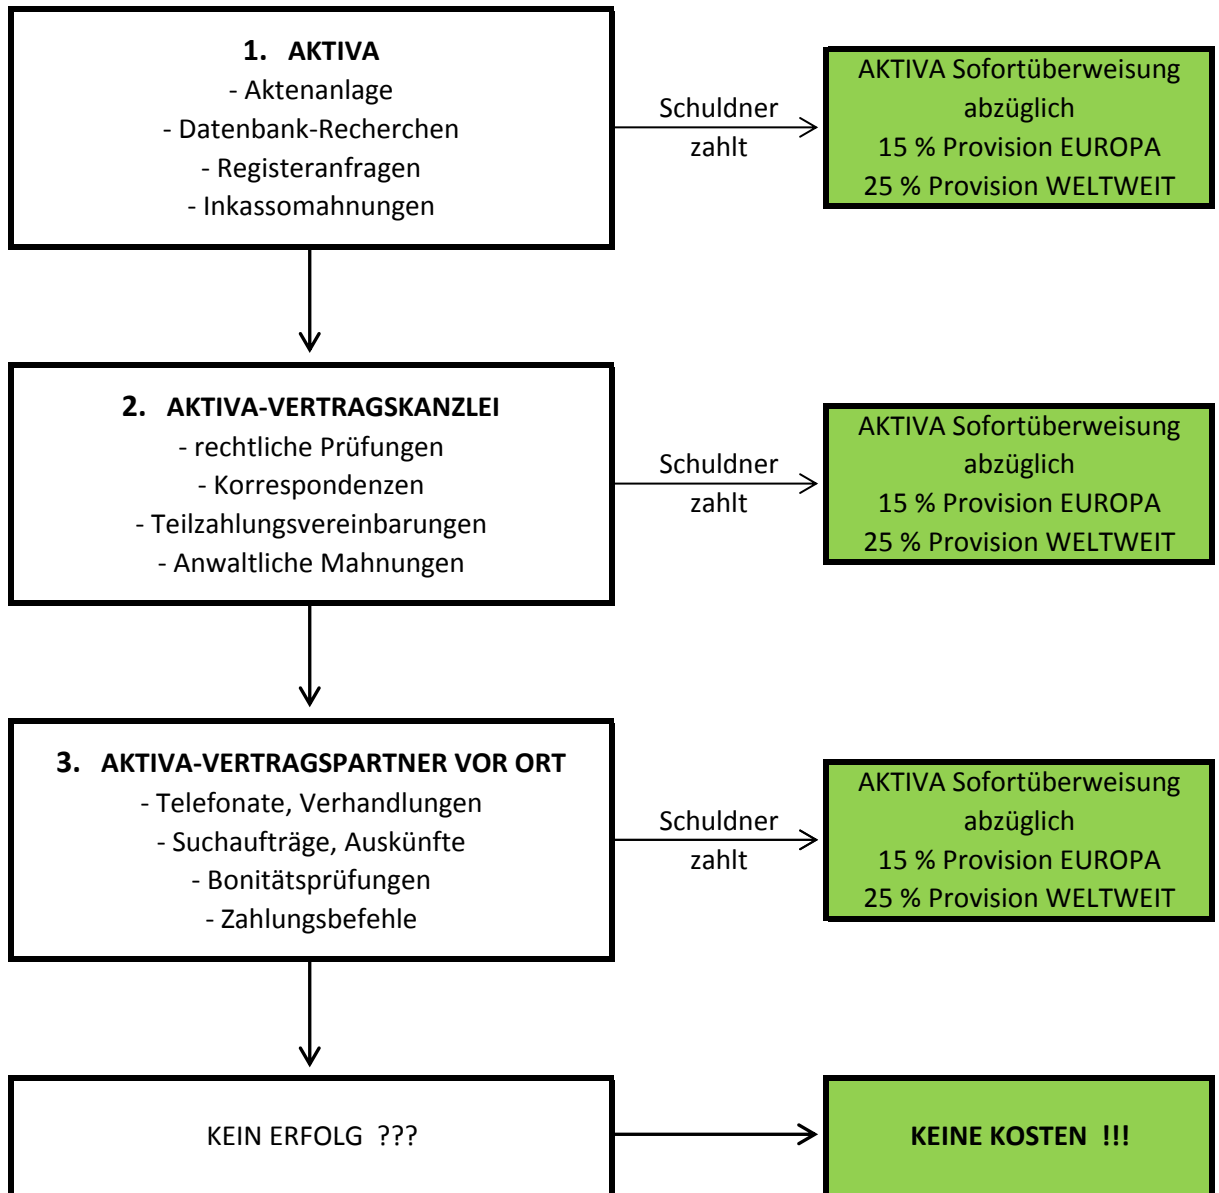 1. AKTIVA
- Aktenanlage
- Datenbank-Recherchen
- Registeranfragen
- Inkassomahnungen
Schuldner
zahlt
AKTIVA Sofortüberweisung
abzüglich
15 % Provision EUROPA
25 % Provision WELTWEIT
2. AKTIVA-VERTRAGSKANZLEI
- rechtliche Prüfungen
- Korrespondenzen
- Teilzahlungsvereinbarungen
- Anwaltliche Mahnungen
Schuldner
zahlt
AKTIVA Sofortüberweisung
abzüglich
15 % Provision EUROPA
25 % Provision WELTWEIT
3. AKTIVA-VERTRAGSPARTNER VOR ORT
- Telefonate, Verhandlungen
- Suchaufträge, Auskünfte
- Bonitätsprüfungen
- Zahlungsbefehle
Schuldner
zahlt
AKTIVA Sofortüberweisung
abzüglich
15 % Provision EUROPA
25 % Provision WELTWEIT
KEIN ERFOLG ???
KEINE KOSTEN !!!